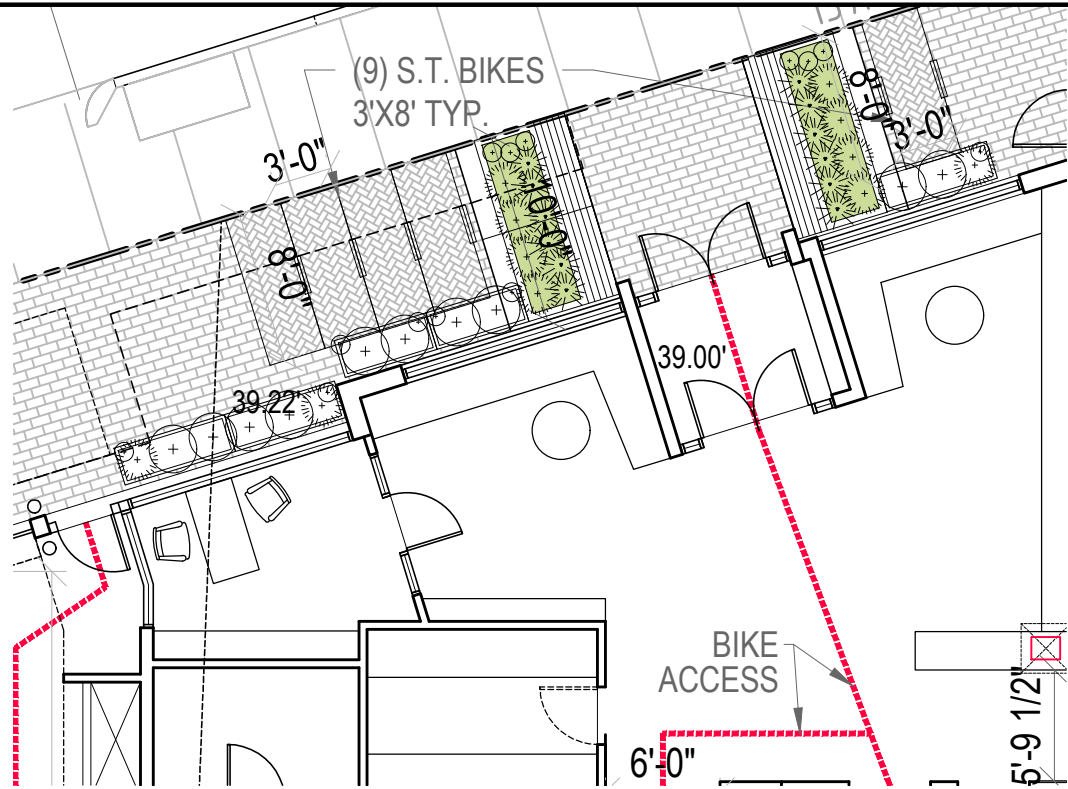 (9) S.T. BIKES
3'X8' TYP.
8'-0"
3'-0"
3'-0"
10'-0"
8'-0"
39.00'
39.22'
BIKE
ACCESS
6'-0"
5'-9 1/2"